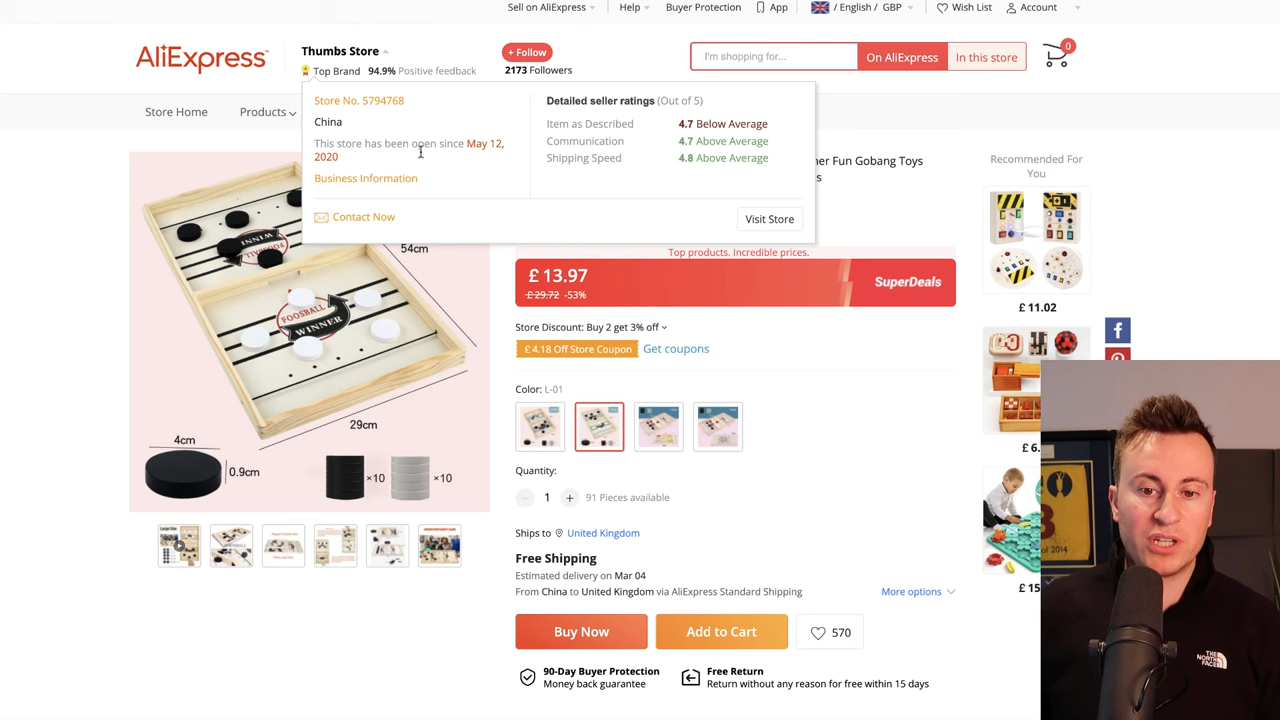 Sell on AliExpress
Help
Buyer Protection
App
/ English / GBP
Wish List
Account
AliExpress
Thumbs Store
Top Brand 94.9% Positive feedback
+ Follow
2173 Followers
I'm shopping for...
On AliExpress
In this store
0
Store Home
Products
Store No. 5794768
China
This store has been open since May 12,
2020
Business Information
Contact Now
Detailed seller ratings (Out of 5)
Item as Described 4.7 Below Average
Communication 4.7 Above Average
Shipping Speed 4.8 Above Average
Visit Store
er Fun Gobang Toys
s
54cm
WINNER
FOOSBALL
FOOSBALL
WINNER
29cm
4cm
0.9cm
×10
×10
Top products. Incredible prices.
£ 13.97
£ 29.72 -53%
SuperDeals
Store Discount: Buy 2 get 3% off
£ 4.18 Off Store Coupon
Get coupons
Color: L-01
Quantity:
1
91 Pieces available
Ships to
United Kingdom
Free Shipping
Estimated delivery on Mar 04
From China to United Kingdom via AliExpress Standard Shipping
More options
Buy Now
Add to Cart
570
90-Day Buyer Protection
Money back guarantee
Free Return
Return without any reason for free within 15 days
Recommended For
You
£ 11.02
£ 6.
£ 15
f
THE
NORTH
FACE
ol 2014